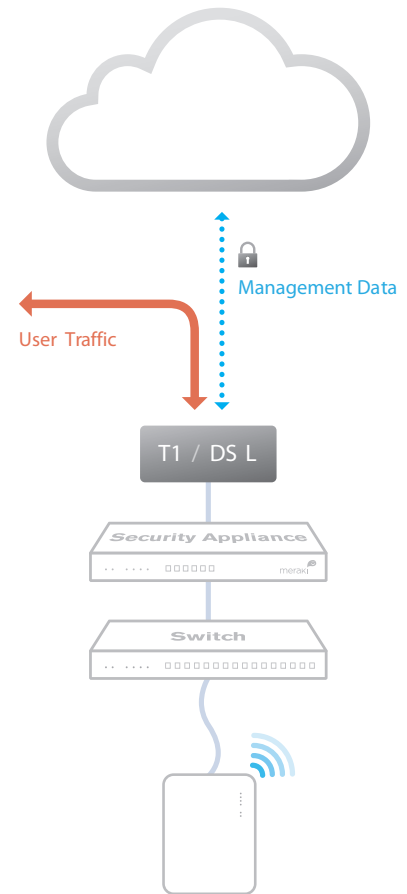 Management Data
User Traffic
T1 / DS L
Security Appliance
meraki
Switch